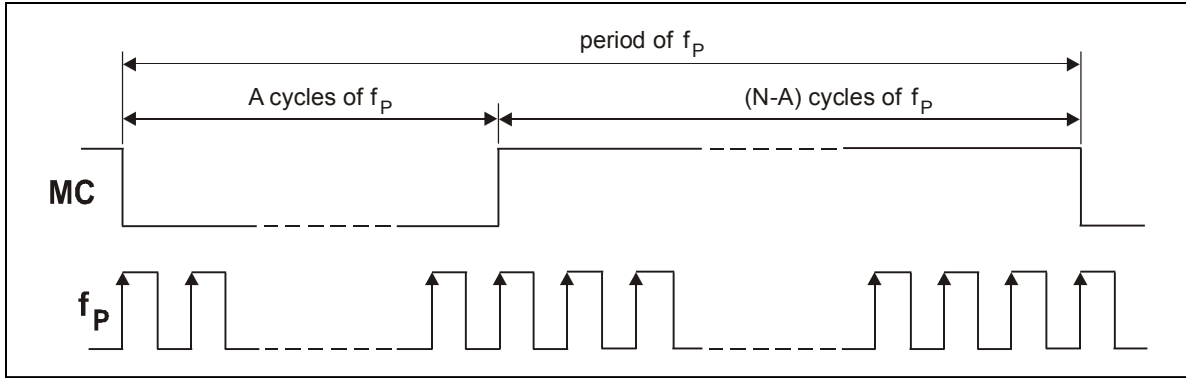 period of fP
A cycles of fP
(N-A) cycles of fP
MC
fP